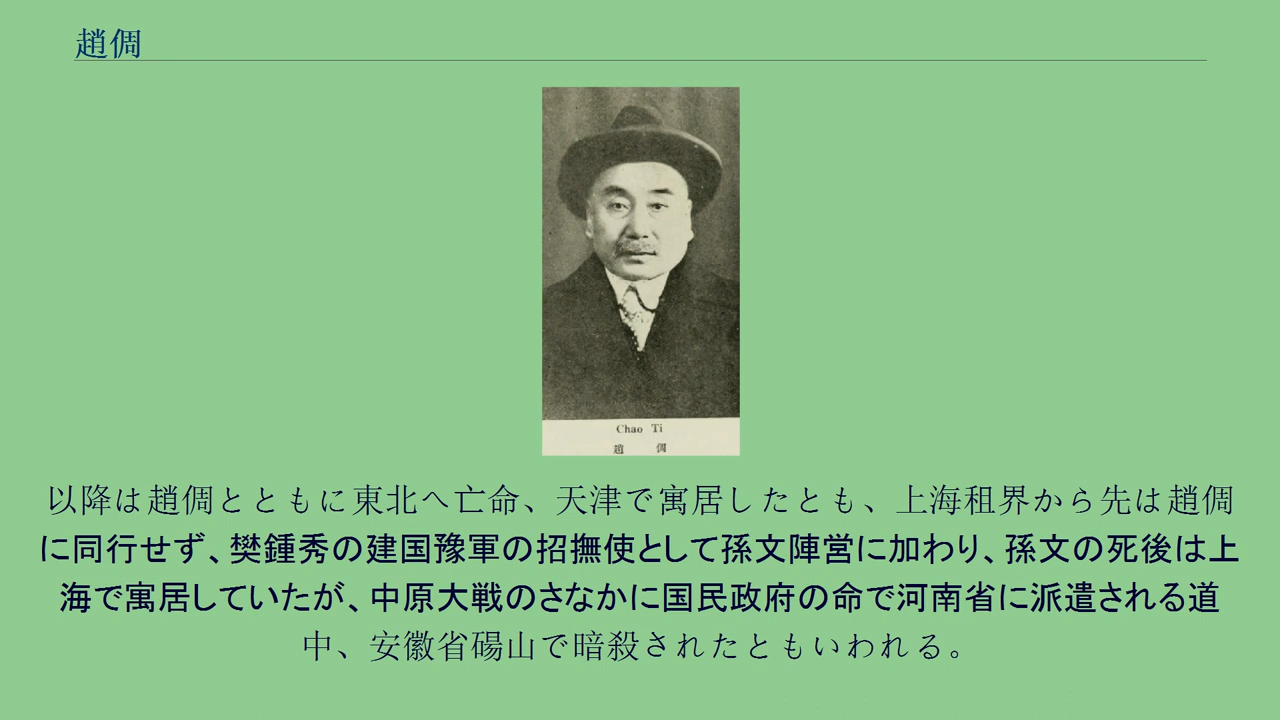 趙倜
Chao Ti
趙 倜
以降は趙倜とともに東北へ亡命、天津で寓居したとも、上海租界から先は趙倜
に同行せず、樊鍾秀の建国豫軍の招撫使として孫文陣営に加わり、孫文の死後は上
海で寓居していたが、中原大戦のさなかに国民政府の命で河南省に派遣される道
中、安徽省碭山で暗殺されたともいわれる。